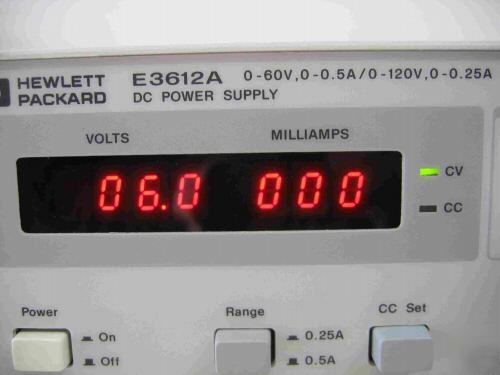 HEWLETT PACKARD E3612A 0-60V,0-0.5A/0-120V,0-0.25A
DC POWER SUPPLY
VOLTS MILLIAMPS
06.0 000
CV
CC
Power Range CC Set
On 0.25A
Off 0.5A